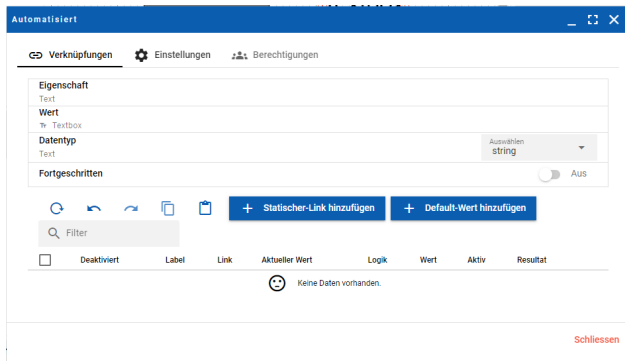 Automatisiert
Verknüpfungen Einstellungen Berechtigungen
Eigenschaft
Text
Wert
Tr Textbox
Datentyp
Text
Auswählen
string
Fortgeschritten Aus
Statischer-Link hinzufügen Default-Wert hinzufügen
Filter
Deaktiviert Label Link Aktueller Wert Logik Wert Aktiv Resultat
Keine Daten vorhanden.
Schliessen